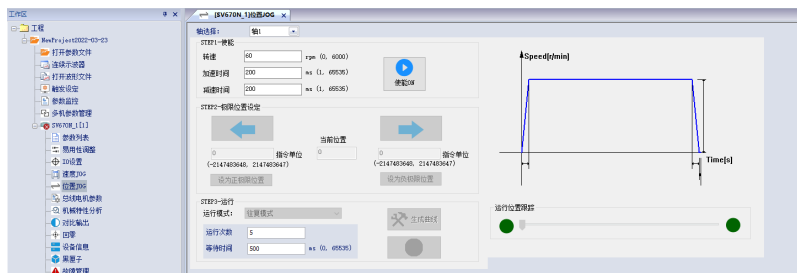 工作区
[SV670N_1]位置JOG
工程
NewProject2022-03-23
打开参数文件
连续示波器
打开波形文件
触发设定
参数监控
多机参数管理
SV670N_1[1]
参数列表
易用性调整
IO设置
速度JOG
位置JOG
总线电机参数
机械特性分析
对比输出
回零
设备信息
黑匣子
故障管理
轴选择: 轴1
STEP1-使能
转速 60 rpm (0, 6000)
加速时间 200 ms (1, 65535)
减速时间 200 ms (1, 65535)
使能ON
STEP2-极限位置设定
当前位置
0 指令单位 0 0 指令单位
(-2147483648, 2147483647) (-2147483648, 2147483647)
设为正极限位置 设为负极限位置
STEP3-运行
运行模式: 往复模式
生成曲线
运行次数 5
等待时间 500 ms (0, 65535)
Speed[r/min]
Time[s]
运行位置跟踪